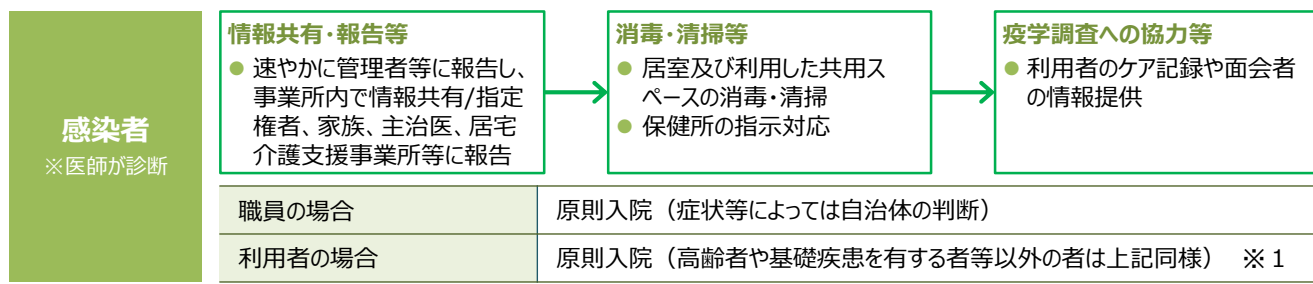 感染者
※医師が診断
情報共有・報告等
● 速やかに管理者等に報告し、
事業所内で情報共有/指定
権者、家族、主治医、居宅
介護支援事業所等に報告
消毒・清掃等
● 居室及び利用した共用ス
ペースの消毒・清掃
● 保健所の指示対応
疫学調査への協力等
● 利用者のケア記録や面会者
の情報提供
職員の場合
原則入院（症状等によっては自治体の判断）
利用者の場合
原則入院（高齢者や基礎疾患を有する者等以外の者は上記同様） ※１